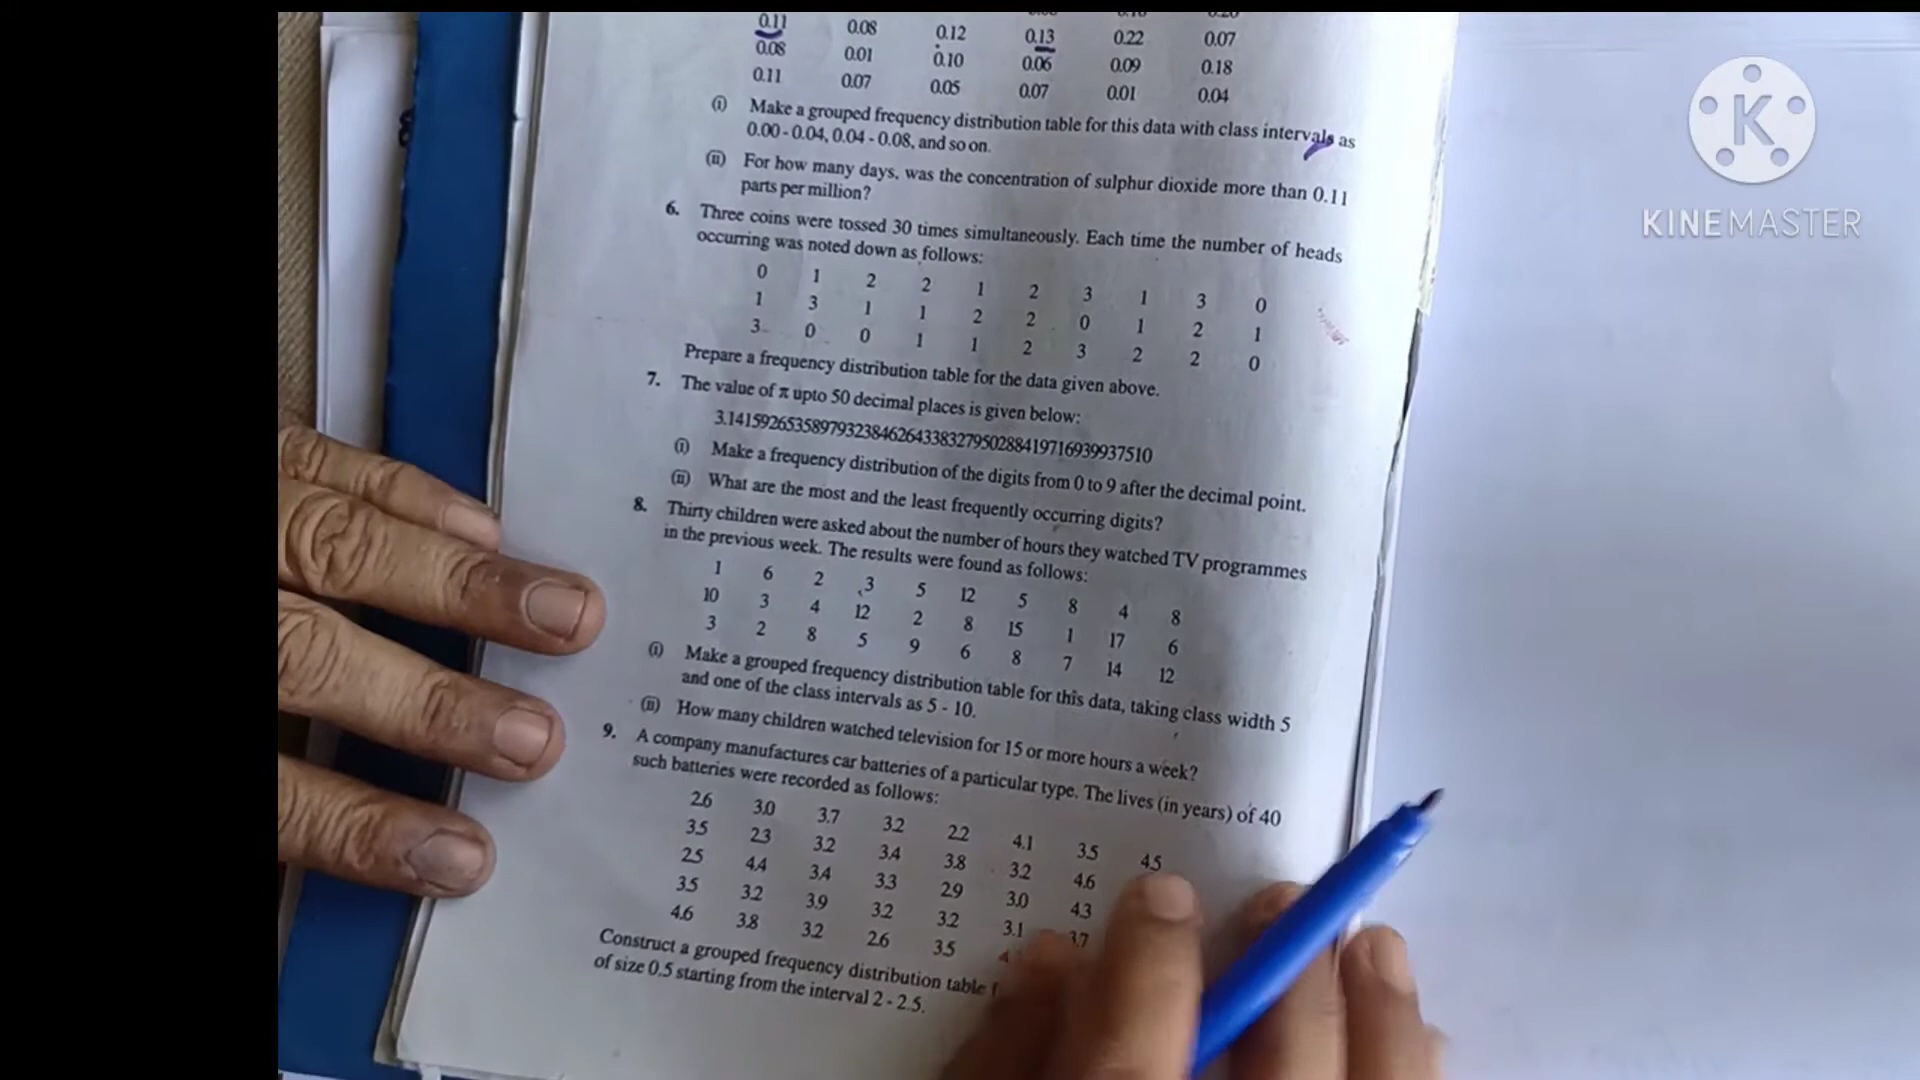 0.11 0.08 0.12 0.13 0.22 0.07
0.08 0.01 0.10 0.06 0.09 0.18
0.11 0.07 0.05 0.07 0.01 0.04
(i) Make a grouped frequency distribution table for this data with class intervals as
0.00 - 0.04, 0.04 - 0.08, and so on.
(ii) For how many days, was the concentration of sulphur dioxide more than 0.11
parts per million?
6. Three coins were tossed 30 times simultaneously. Each time the number of heads
occurring was noted down as follows:
0 1 2 2 1 2 3 1 3 0
1 3 1 1 2 2 0 1 2 1
3 0 0 1 1 2 3 2 2 0
Prepare a frequency distribution table for the data given above.
7. The value of π upto 50 decimal places is given below:
3.14159265358979323846264338327950288419716939937510
(i) Make a frequency distribution of the digits from 0 to 9 after the decimal point.
(ii) What are the most and the least frequently occurring digits?
8. Thirty children were asked about the number of hours they watched TV programmes
in the previous week. The results were found as follows:
1 6 2 3 5 12 5 8 4 8
10 3 4 12 2 8 15 1 17 6
3 2 8 5 9 6 8 7 14 12
(i) Make a grouped frequency distribution table for this data, taking class width 5
and one of the class intervals as 5 - 10.
(ii) How many children watched television for 15 or more hours a week?
9. A company manufactures car batteries of a particular type. The lives (in years) of 40
such batteries were recorded as follows:
2.6 3.0 3.7 3.2 2.2 4.1 3.5 4.5
3.5 2.3 3.2 3.4 3.8 3.2 4.6
2.5 4.4 3.4 3.3 2.9 3.0 4.3
3.5 3.2 3.9 3.2 3.2 3.1 3.7
4.6 3.8 3.2 2.6 3.5
Construct a grouped frequency distribution table
of size 0.5 starting from the interval 2 - 2.5.
K
KINEMASTER